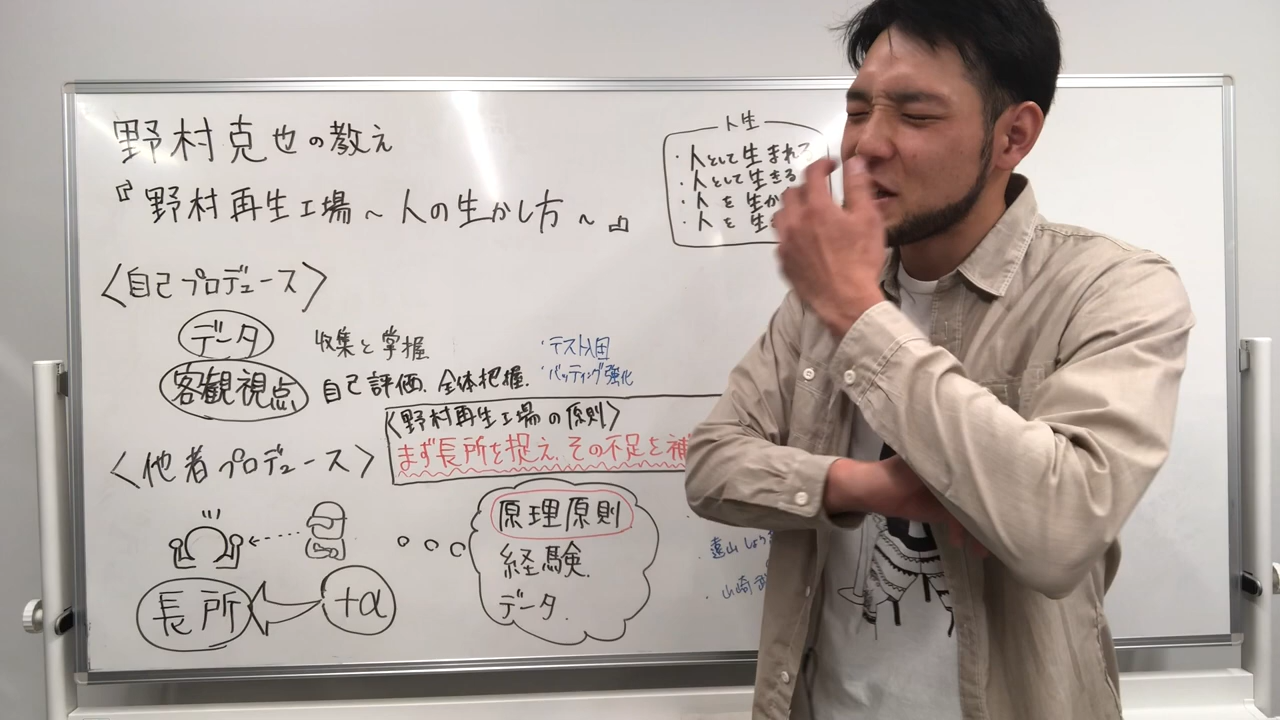 野村克也の教え
『野村再生工場～人の生かし方～』
人生
・人として生まれる
・人として生きる
・人を生か
・人を生
〈自己プロデュース〉
データ 収集と掌握
・テスト入団
客観視点 自己評価、全体把握。
・バッティング強化
〈野村再生工場の原則〉
まず長所を捉え、その不足を補
〈他者プロデュース〉
原理原則
経験
データ
長所
+α
・遠山しょう
・山崎武